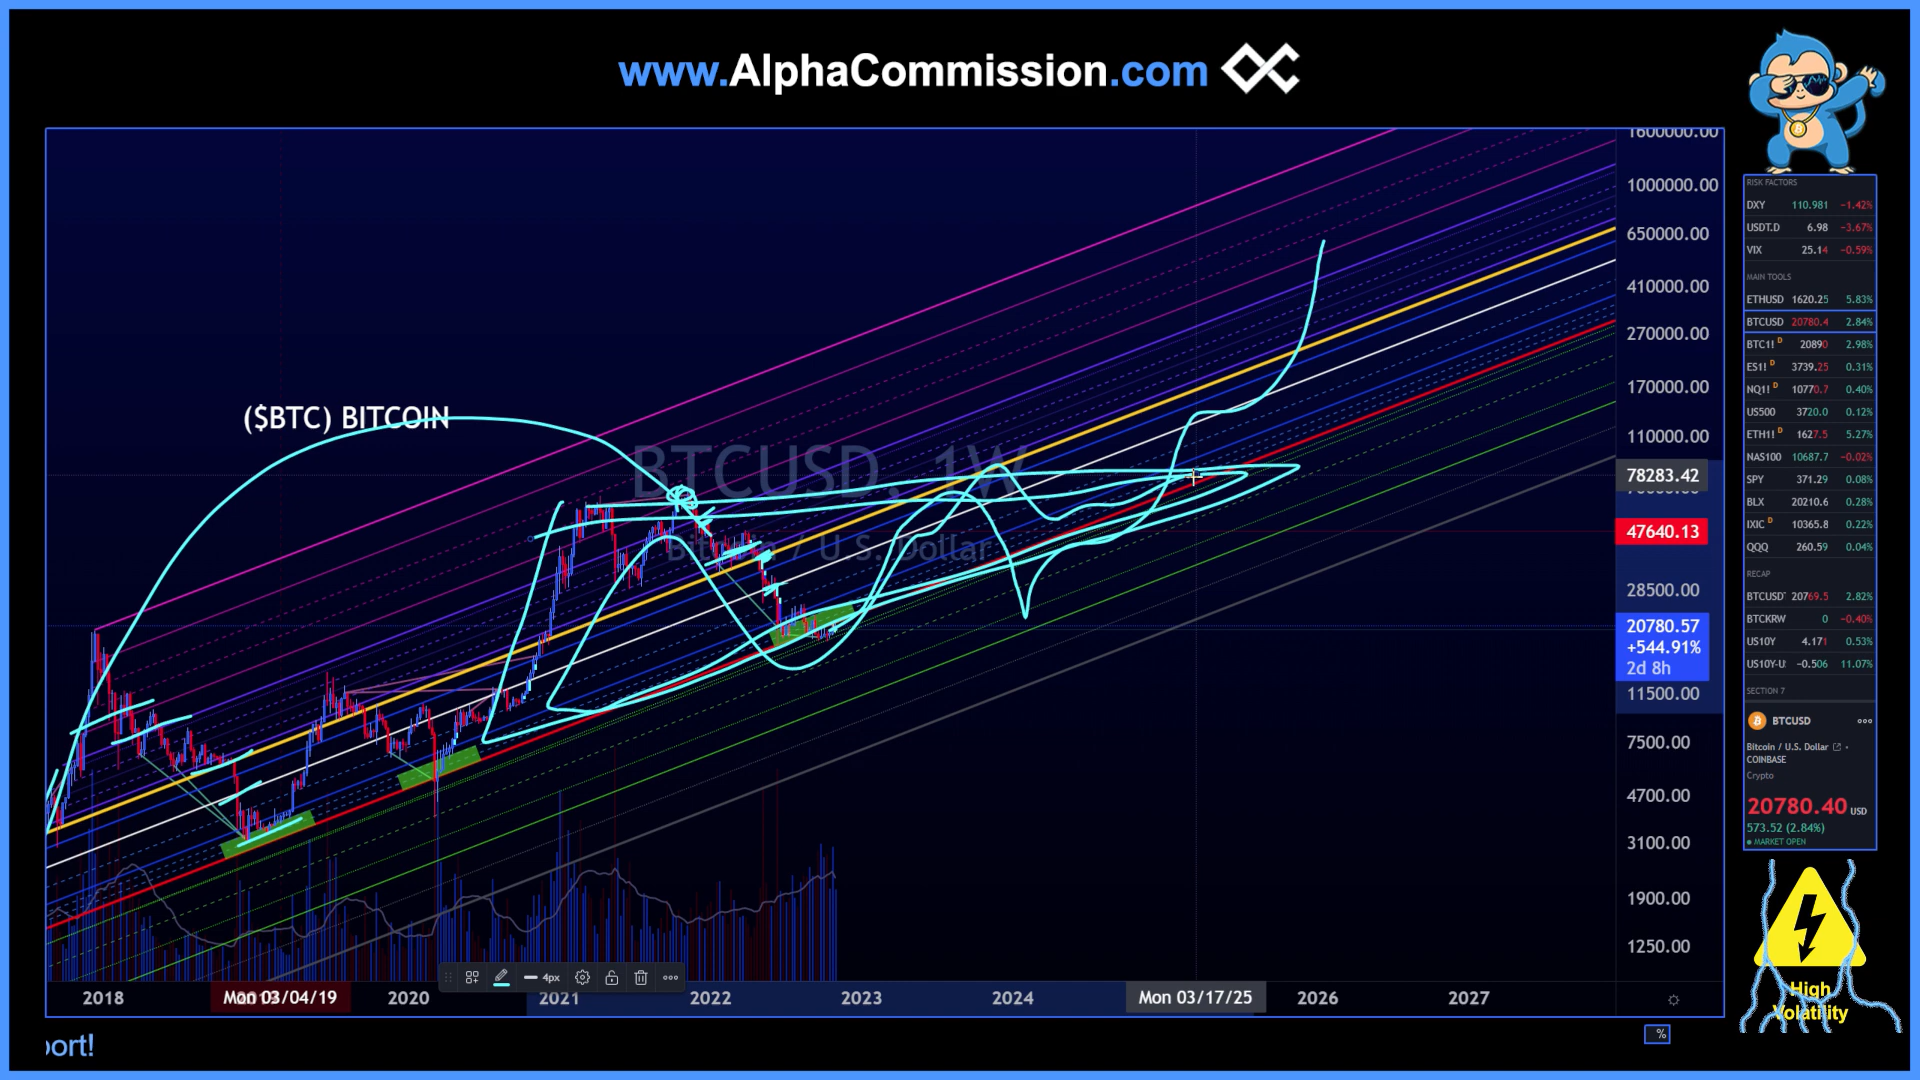 www.AlphaCommission.com
($BTC) BITCOIN
BTCUSD, 1W
Bitcoin / U.S. Dollar
1600000.00
1000000.00
650000.00
410000.00
270000.00
170000.00
110000.00
78283.42
47640.13
28500.00
20780.57
+544.91%
2d 8h
11500.00
7500.00
4700.00
3100.00
1900.00
1250.00
4px
2018 Mon 03/04/19 2020 2021 2022 2023 2024 Mon 03/17/25 2026 2027
port!
%
RISK FACTORS
DXY 110.981 −1.42%
USDT.D 6.98 −3.67%
VIX 25.14 −0.59%
MAIN TOOLS
ETHUSD 1620.25 5.83%
BTCUSD 20780.4 2.84%
BTC1! D 20890 2.98%
ES1! D 3739.25 0.31%
NQ1! D 10770.7 0.40%
US500 3720.0 0.12%
ETH1! D 1627.5 5.27%
NAS100 10687.7 −0.02%
SPY 371.29 0.08%
BLX 20210.6 0.28%
IXIC D 10365.8 0.22%
QQQ 260.59 0.04%
RECAP
BTCUSDT 20769.5 2.82%
BTCKRW 0 −0.40%
US10Y 4.171 0.53%
US10Y-U: −0.506 11.07%
SECTION 7
BTCUSD
Bitcoin / U.S. Dollar
COINBASE
Crypto
20780.40 USD
573.52 (2.84%)
MARKET OPEN
High
Volatility